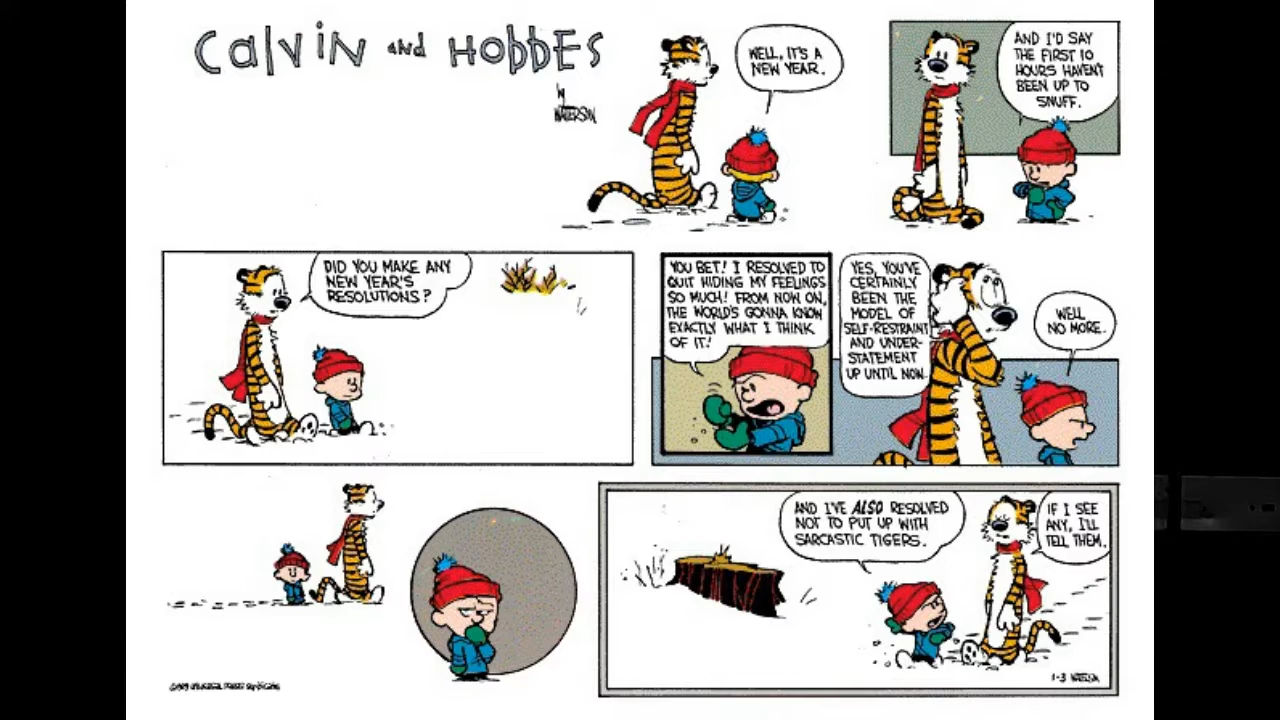 Calvin and HOBBES
by
WATTERSON
WELL, IT'S A
NEW YEAR.
AND I'D SAY
THE FIRST 10
HOURS HAVEN'T
BEEN UP TO
SNUFF.
DID YOU MAKE ANY
NEW YEAR'S
RESOLUTIONS?
YOU BET! I RESOLVED TO
QUIT HIDING MY FEELINGS
SO MUCH! FROM NOW ON,
THE WORLD'S GONNA KNOW
EXACTLY WHAT I THINK
OF IT!
YES, YOU'VE
CERTAINLY
BEEN THE
MODEL OF
SELF-RESTRAINT
AND UNDER-
STATEMENT
UP UNTIL NOW.
WELL
NO MORE.
AND I'VE ALSO RESOLVED
NOT TO PUT UP WITH
SARCASTIC TIGERS.
IF I SEE
ANY, I'LL
TELL THEM.
1-3 WATTERSON